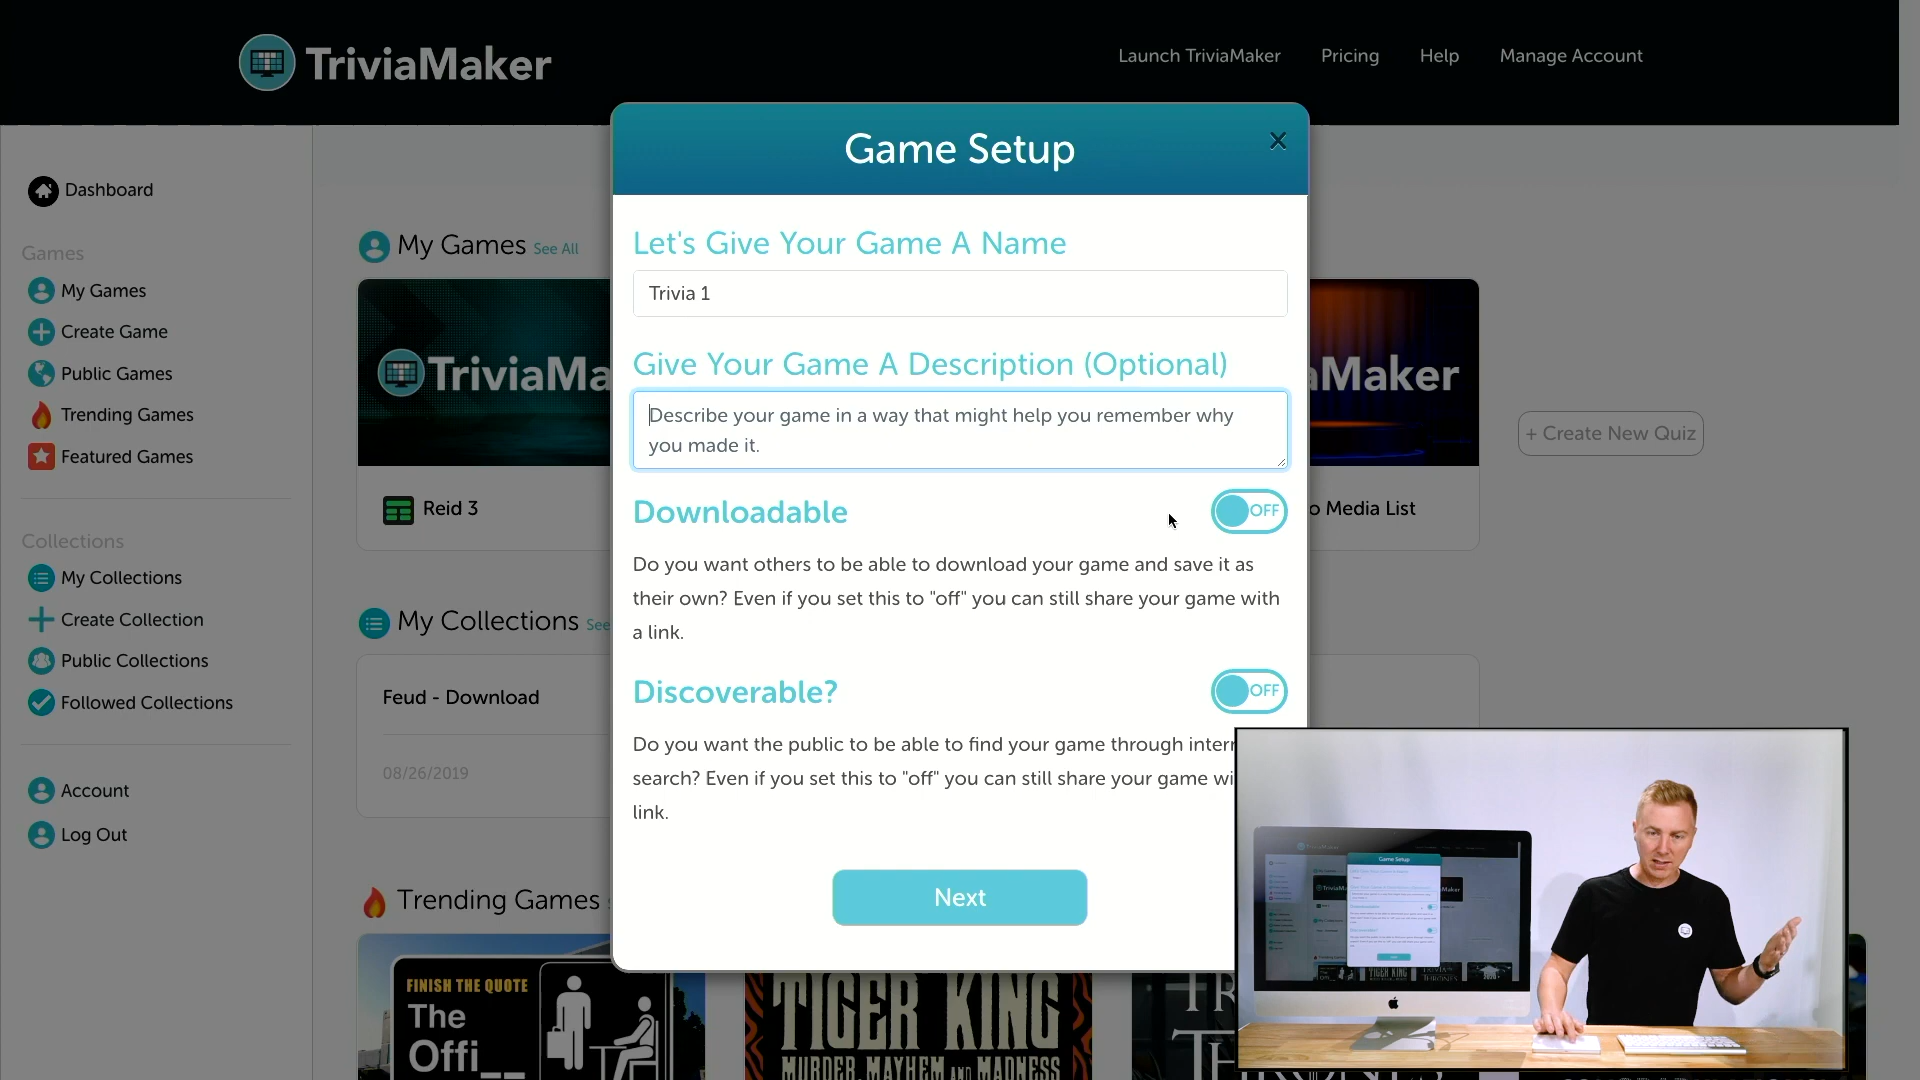 TriviaMaker
Launch TriviaMaker
Pricing
Help
Manage Account
Dashboard
Games
My Games
Create Game
Public Games
Trending Games
Featured Games
Collections
My Collections
Create Collection
Public Collections
Followed Collections
Account
Log Out
My Games See All
TriviaMa
aMaker
Reid 3
o Media List
+ Create New Quiz
My Collections See
Feud - Download
08/26/2019
Trending Games
FINISH THE QUOTE
The
Offi__
TIGER KING
MURDER, MAYHEM AND MADNESS
Game Setup
Let's Give Your Game A Name
Trivia 1
Give Your Game A Description (Optional)
Describe your game in a way that might help you remember why
you made it.
Downloadable
OFF
Do you want others to be able to download your game and save it as
their own? Even if you set this to "off" you can still share your game with
a link.
Discoverable?
OFF
Do you want the public to be able to find your game through intern
search? Even if you set this to "off" you can still share your game wi
link.
Next
Game Setup